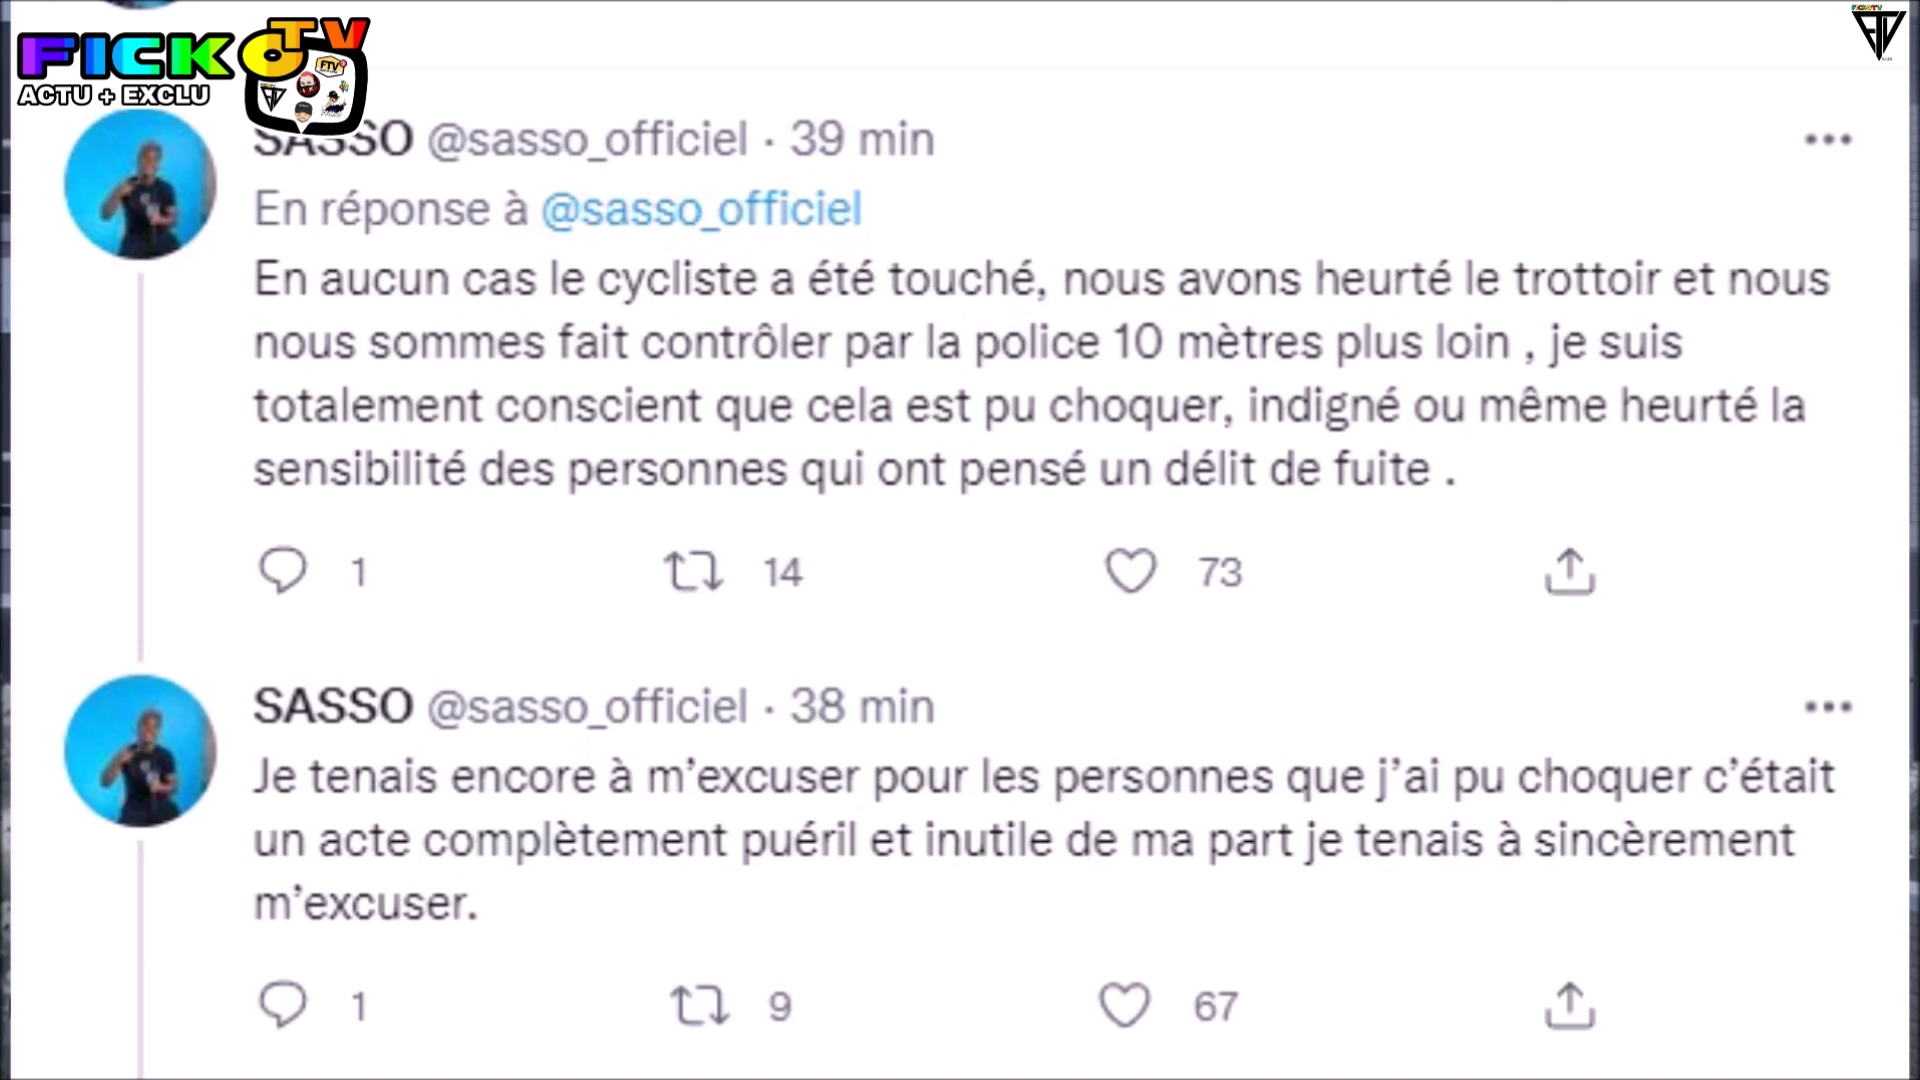 FICKOTV
ACTU + EXCLU
FTV
SASSO @sasso_officiel · 39 min
En réponse à @sasso_officiel
En aucun cas le cycliste a été touché, nous avons heurté le trottoir et nous
nous sommes fait contrôler par la police 10 mètres plus loin , je suis
totalement conscient que cela est pu choquer, indigné ou même heurté la
sensibilité des personnes qui ont pensé un délit de fuite .
1 14 73
SASSO @sasso_officiel · 38 min
Je tenais encore à m’excuser pour les personnes que j’ai pu choquer c’était
un acte complètement puéril et inutile de ma part je tenais à sincèrement
m’excuser.
1 9 67